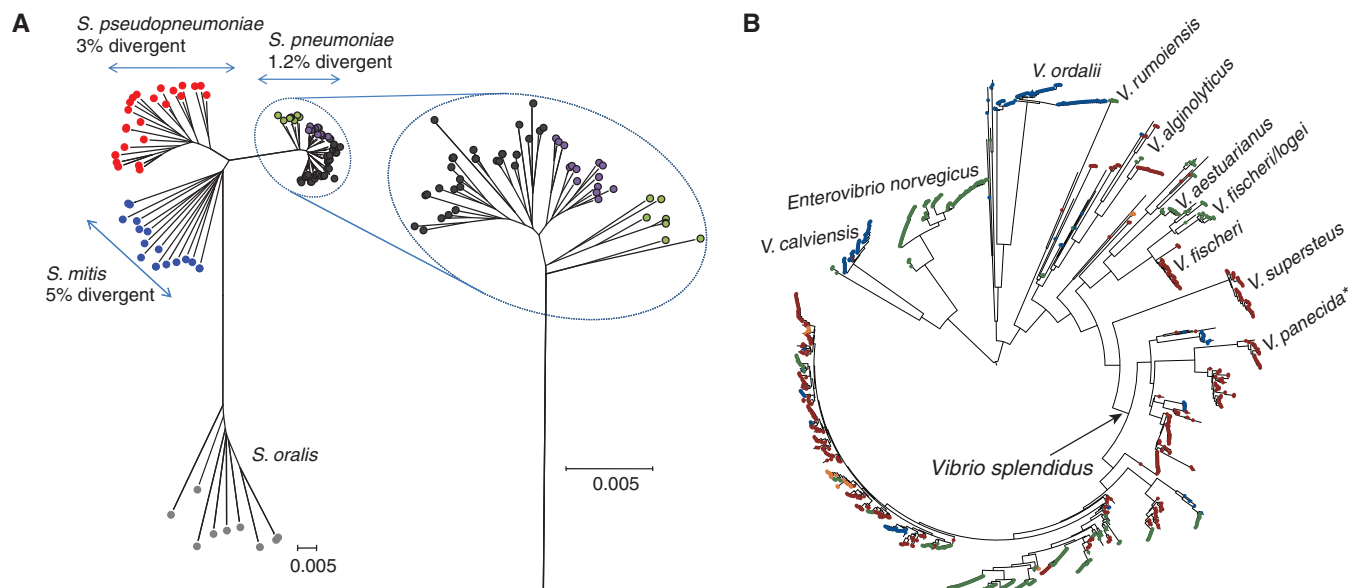 A
S. pseudopneumoniae
3% divergent
S. pneumoniae
1.2% divergent
S. mitis
5% divergent
S. oralis
0.005
0.005
B
V. ordalii
V. rumoiensis
V. alginolyticus
V. aestuarianus
V. fischeri/logei
V. fischeri
V. supersteus
V. panecida*
Enterovibrio norvegicus
V. calviensis
Vibrio splendidus